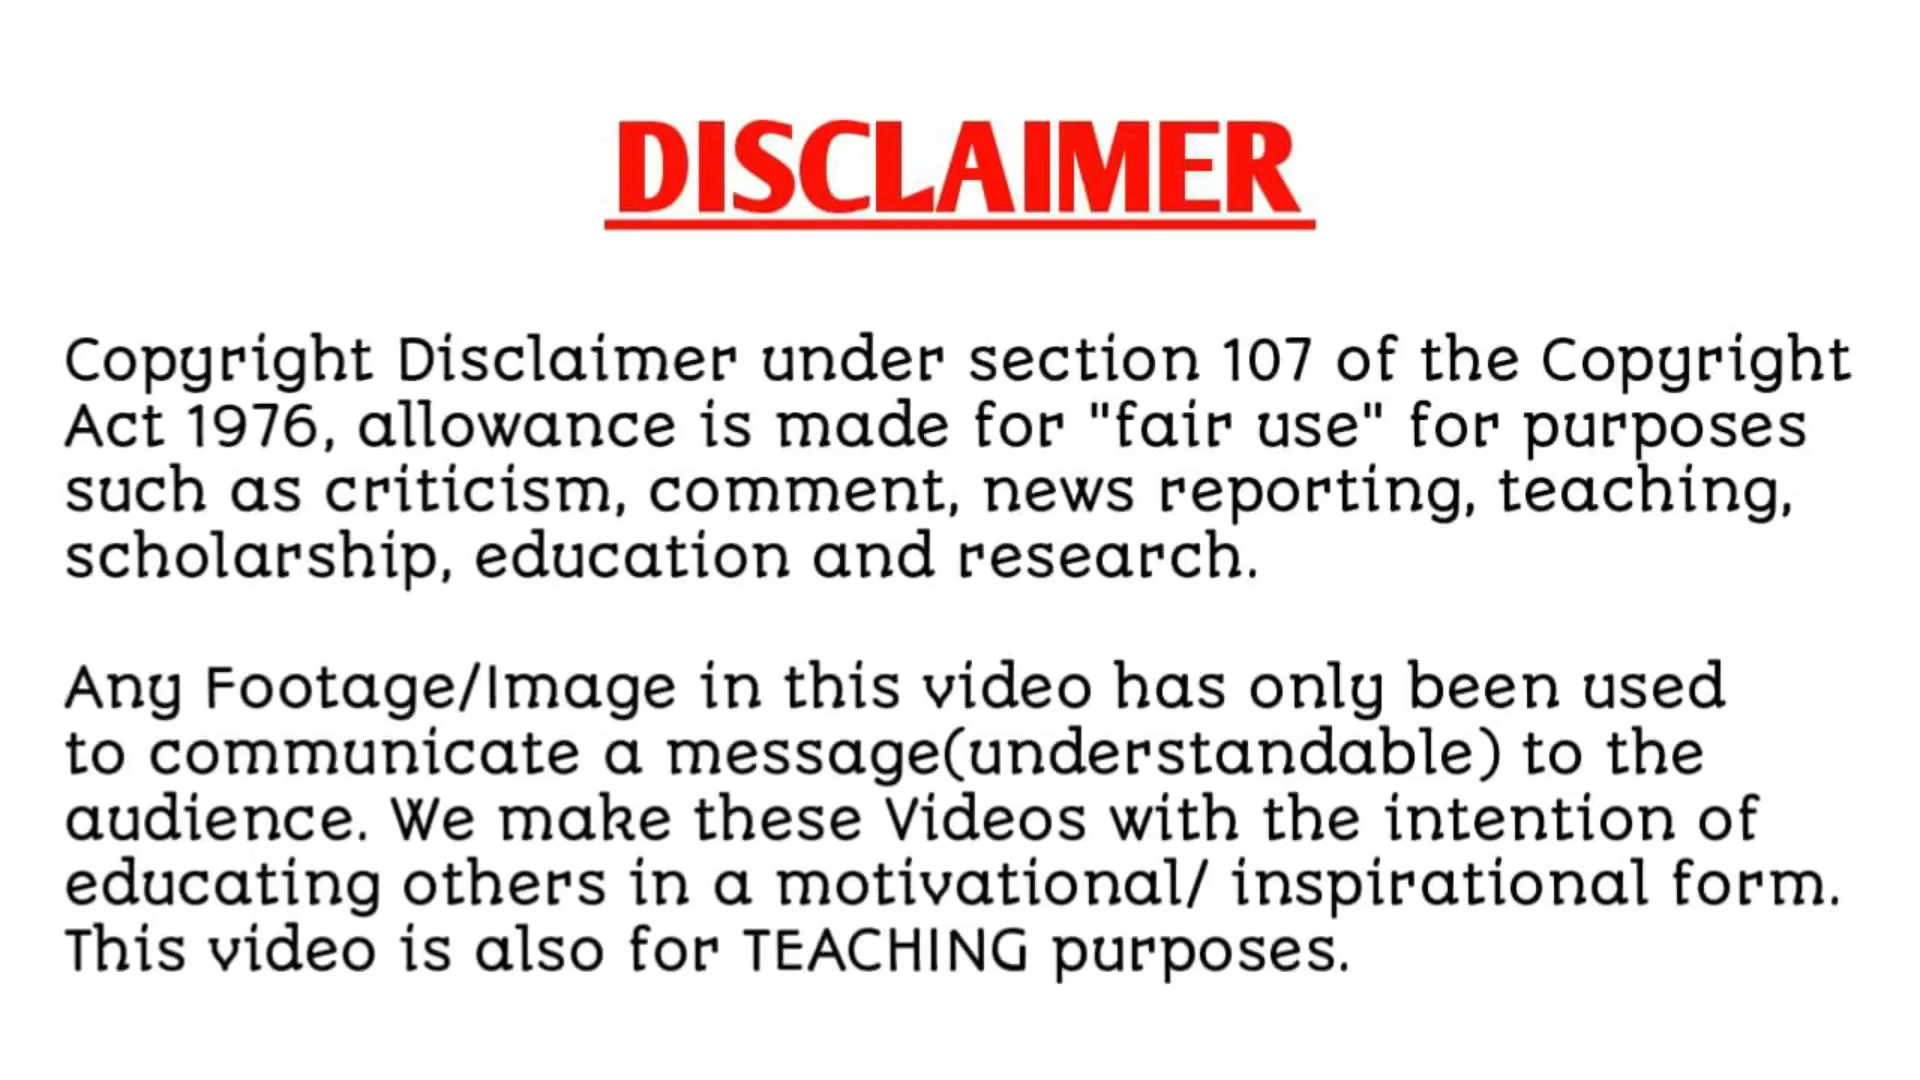 DISCLAIMER
Copyright Disclaimer under section 107 of the Copyright
Act 1976, allowance is made for "fair use" for purposes
such as criticism, comment, news reporting, teaching,
scholarship, education and research.
Any Footage/Image in this video has only been used
to communicate a message(understandable) to the
audience. We make these Videos with the intention of
educating others in a motivational/ inspirational form.
This video is also for TEACHING purposes.